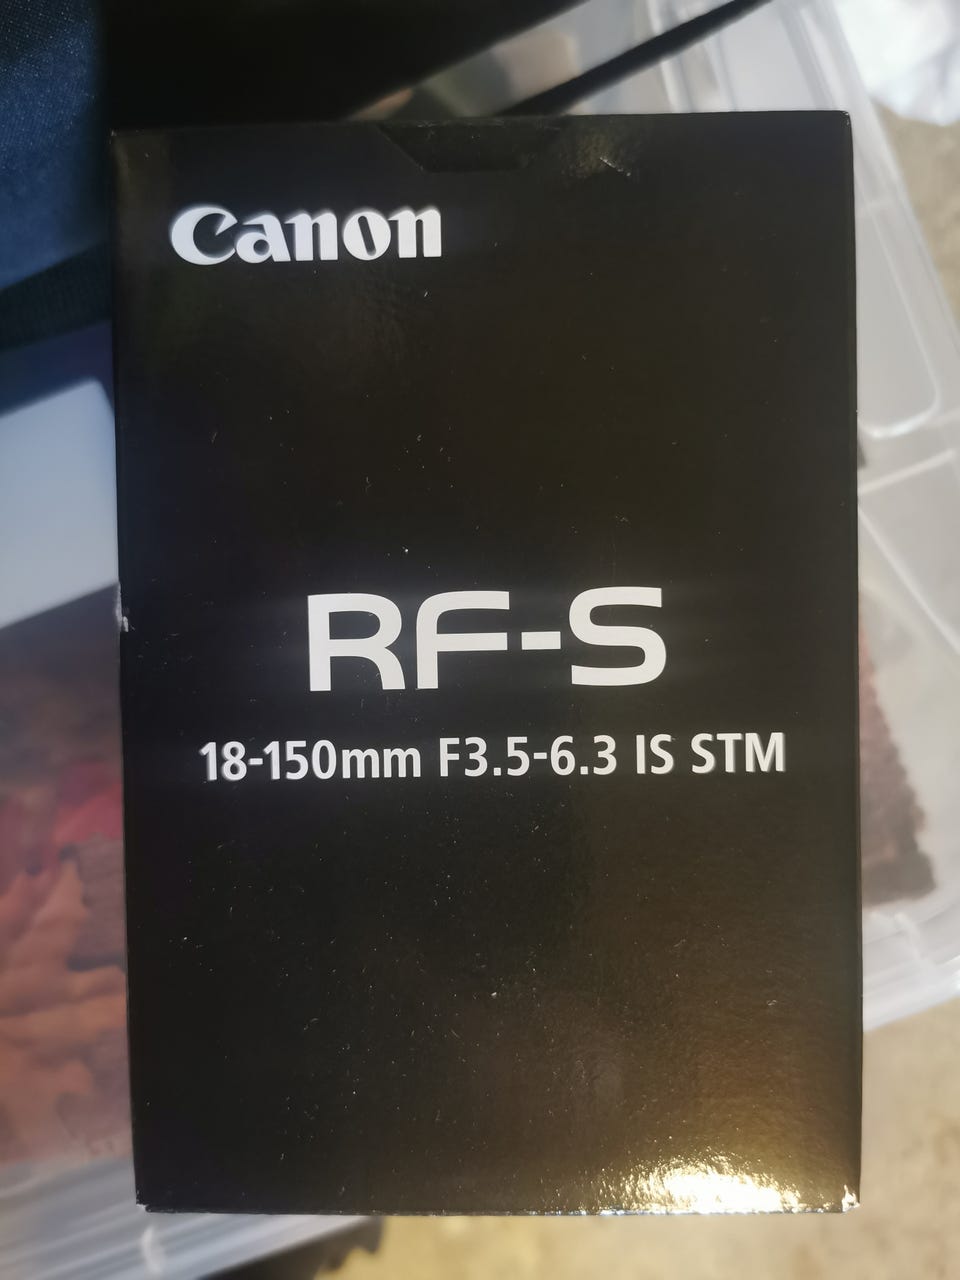 Canon
RF-S
18-150mm F3.5-6.3 IS STM